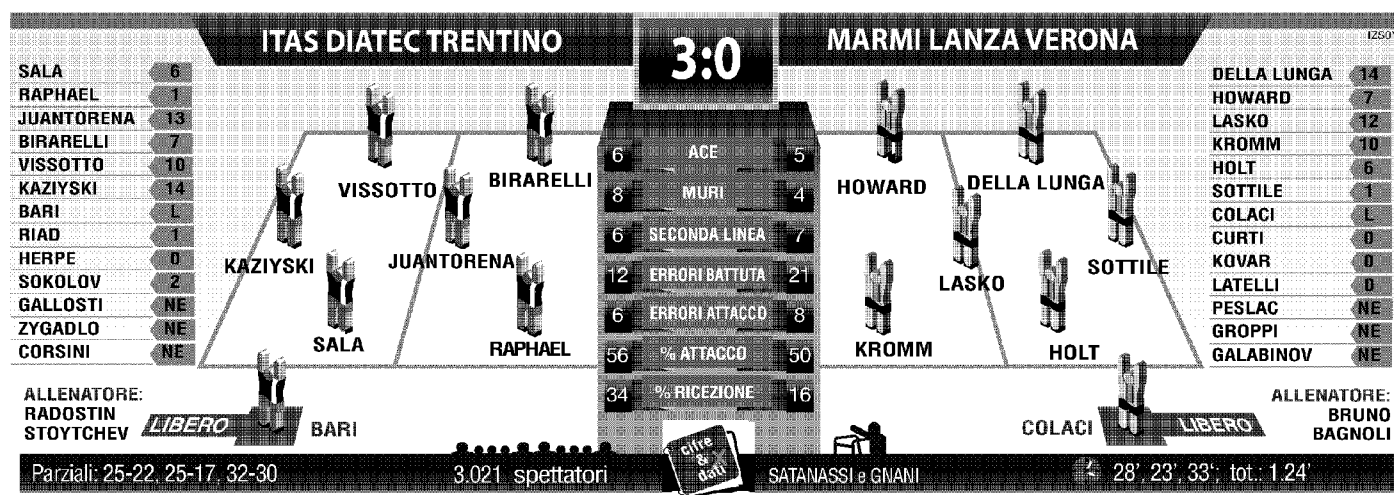 ITAS DIATEC TRENTINO
3:0
MARMI LANZA VERONA
SALA 6
RAPHAEL 1
JUANTORENA 13
BIRARELLI 7
VISSOTTO 10
KAZIYSKI 14
BARI L
RIAD 1
HERPE 0
SOKOLOV 2
GALLOSTI NE
ZYGADLO NE
CORSINI NE
ALLENATORE:
RADOSTIN
STOYTCHEV
VISSOTTO
BIRARELLI
KAZIYSKI
JUANTORENA
SALA
RAPHAEL
LIBERO
BARI
6 ACE 5
8 MURI 4
6 SECONDA LINEA 7
12 ERRORI BATTUTA 21
6 ERRORI ATTACCO 8
56 % ATTACCO 50
34 % RICEZIONE 16
HOWARD
DELLA LUNGA
LASKO
SOTTILE
KROMM
HOLT
COLACI
LIBERO
DELLA LUNGA 14
HOWARD 7
LASKO 12
KROMM 10
HOLT 6
SOTTILE 1
COLACI L
CURTI 0
KOVAR 0
LATELLI 0
PESLAC NE
GROPPI NE
GALABINOV NE
ALLENATORE:
BRUNO
BAGNOLI
Parziali: 25-22, 25-17, 32-30
3.021 spettatori
cifre
&
dati
SATANASSI e GNANI
28', 23', 33'; tot.: 1.24'